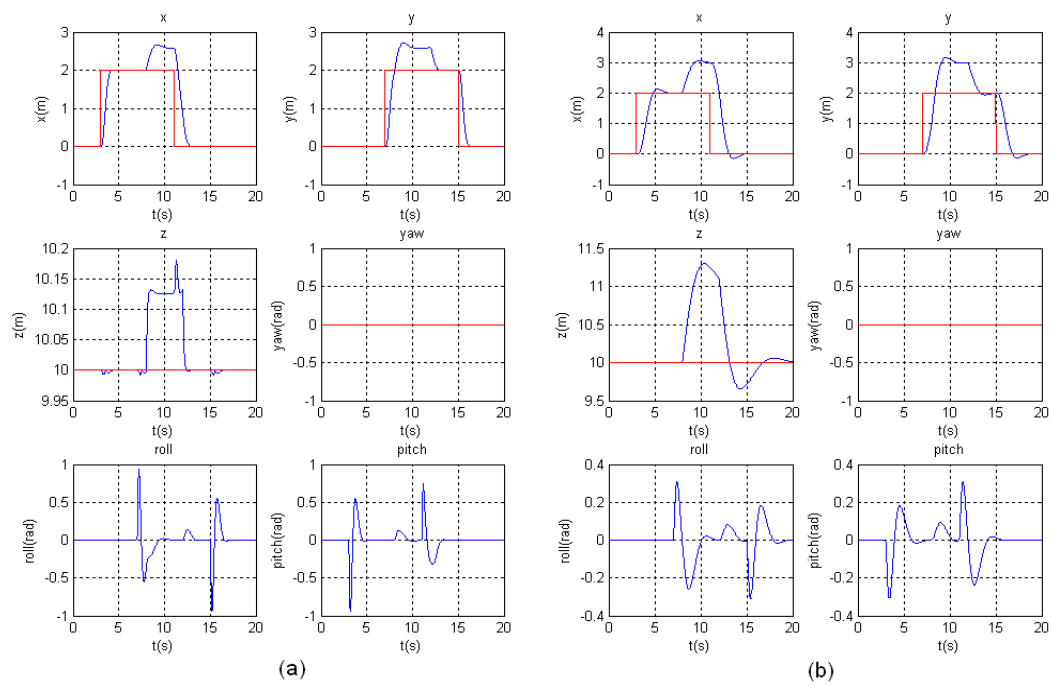 x
3
2
1
0
-1
x(m)
0 5 10 15 20
t(s)
y
3
2
1
0
-1
y(m)
0 5 10 15 20
t(s)
z
10.2
10.15
10.1
10.05
10
9.95
z(m)
0 5 10 15 20
t(s)
yaw
1
0.5
0
-0.5
-1
yaw(rad)
0 5 10 15 20
t(s)
roll
1
0.5
0
-0.5
-1
roll(rad)
0 5 10 15 20
t(s)
pitch
1
0.5
0
-0.5
-1
pitch(rad)
0 5 10 15 20
t(s)
(a)
x
4
3
2
1
0
-1
x(m)
0 5 10 15 20
t(s)
y
4
3
2
1
0
-1
y(m)
0 5 10 15 20
t(s)
z
11.5
11
10.5
10
9.5
z(m)
0 5 10 15 20
t(s)
yaw
1
0.5
0
-0.5
-1
yaw(rad)
0 5 10 15 20
t(s)
roll
0.4
0.2
0
-0.2
-0.4
roll(rad)
0 5 10 15 20
t(s)
pitch
0.4
0.2
0
-0.2
-0.4
pitch(rad)
0 5 10 15 20
t(s)
(b)